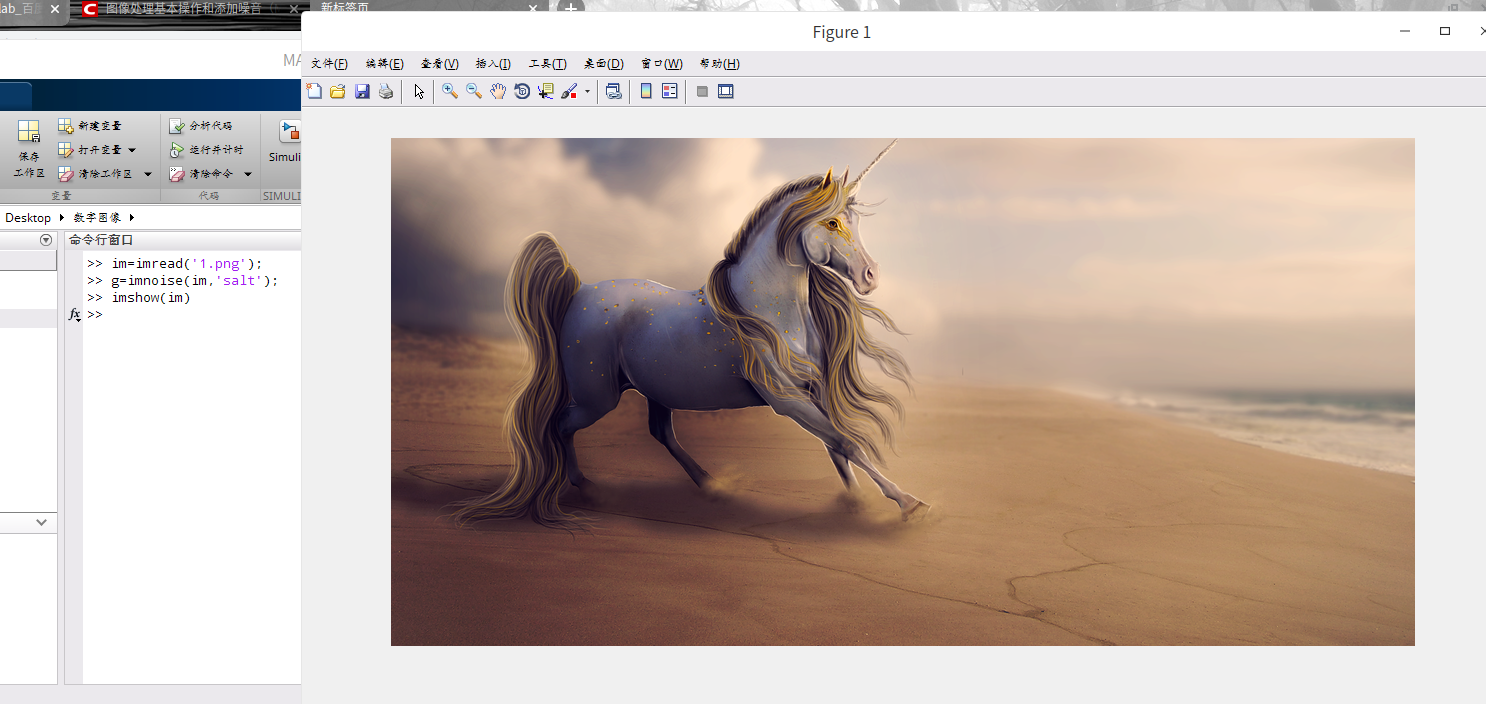 lab_百度
图像处理基本操作和添加噪音
新标签页
Figure 1
MA
文件(F) 编辑(E) 查看(V) 插入(I) 工具(T) 桌面(D) 窗口(W) 帮助(H)
新建变量
打开变量
清除工作区
保存
工作区
变量
分析代码
运行并计时
清除命令
代码
Simuli
SIMULI
Desktop 数字图像
命令行窗口
>> im=imread('1.png');
>> g=imnoise(im,'salt');
>> imshow(im)
fx >>